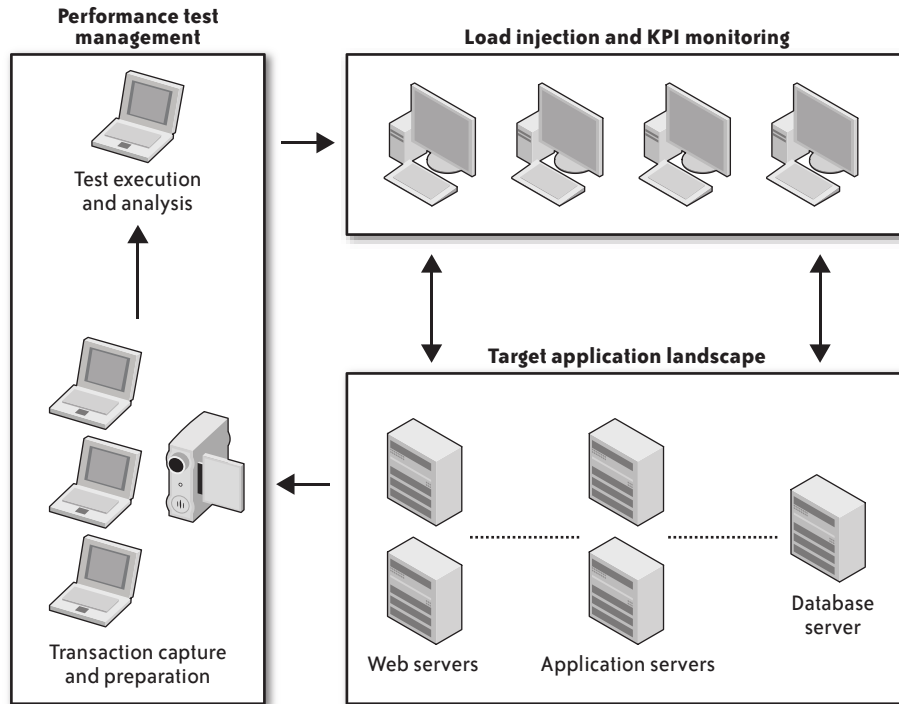 Performance test
management
Test execution
and analysis
Transaction capture
and preparation
Load injection and KPI monitoring
Target application landscape
Web servers
Application servers
Database
server